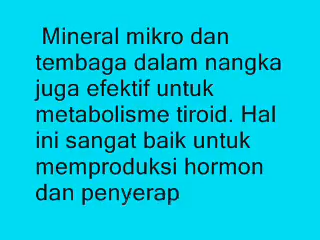 Mineral mikro dan
tembaga dalam nangka
juga efektif untuk
metabolisme tiroid. Hal
ini sangat baik untuk
memproduksi hormon
dan penyerap